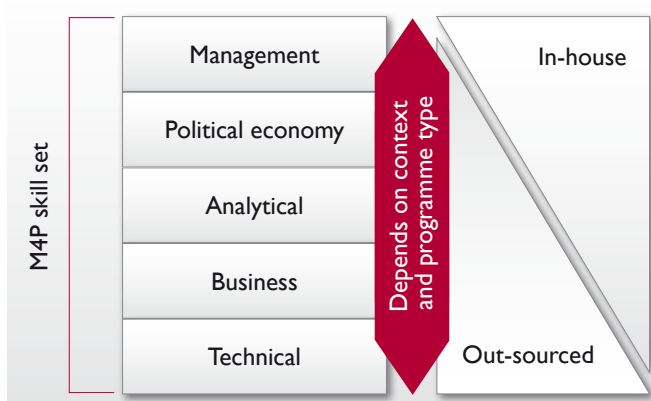 M4P skill set
Management
Political economy
Analytical
Business
Technical
Depends on context
and programme type
In-house
Out-sourced